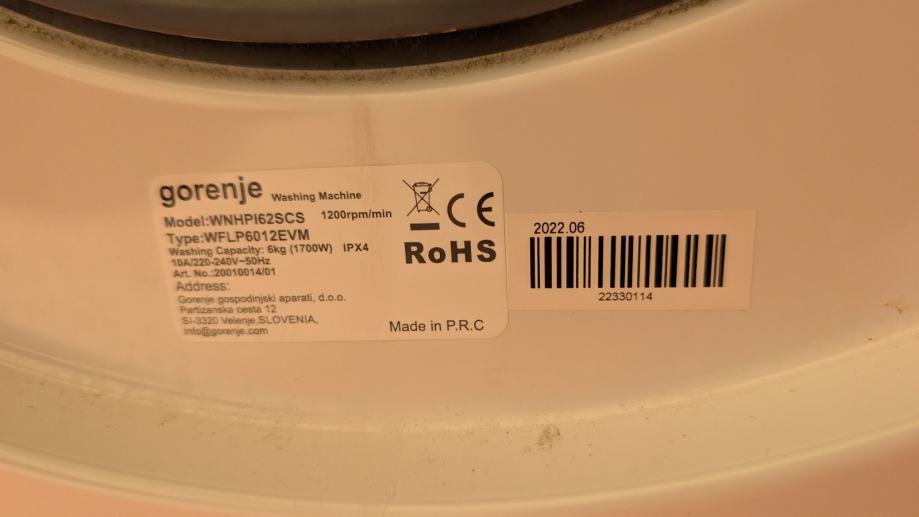 gorenje Washing Machine
Model:WNHPI62SCS 1200rpm/min
Type:WFLP6012EVM
Washing Capacity: 6kg (1700W) IPX4
10A/220-240V~50Hz
Art. No.:20010014/01
Address:
Gorenje gospodinjski aparati, d.o.o.
Partizanska cesta 12
SI-3320 Velenje,SLOVENIA,
Info@gorenje.com
CE
RoHS
Made in P.R.C
2022.06
22330114